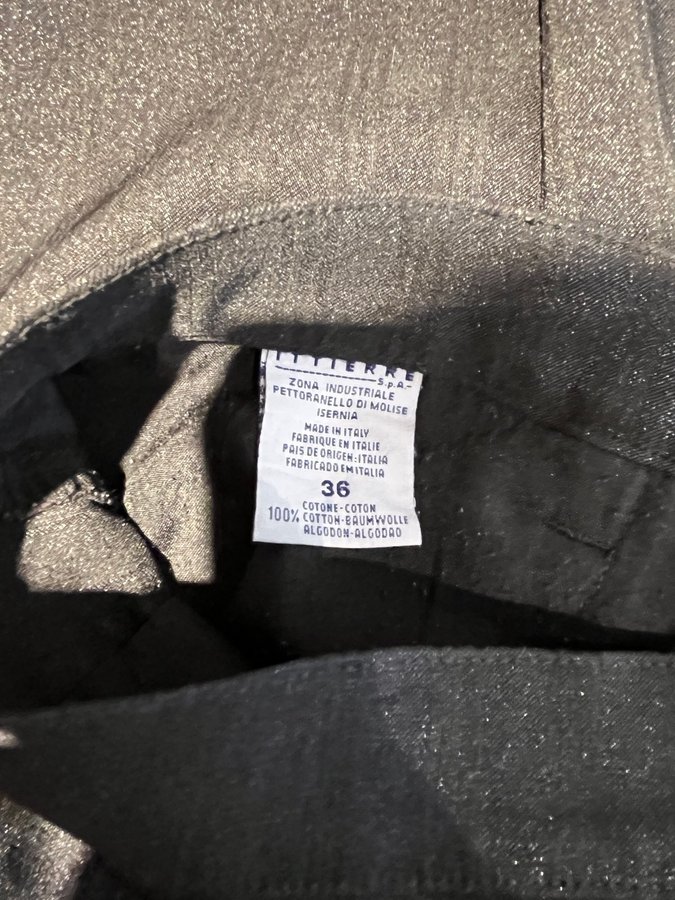 ITTIERRE
S.p.A.
ZONA INDUSTRIALE
PETTORANELLO DI MOLISE
ISERNIA
MADE IN ITALY
FABRIQUE EN ITALIE
PAIS DE ORIGEN:ITALIA
FABRICADO EM ITALIA
36
COTONE-COTON
100% COTTON-BAUMWOLLE
ALGODON-ALGODAO